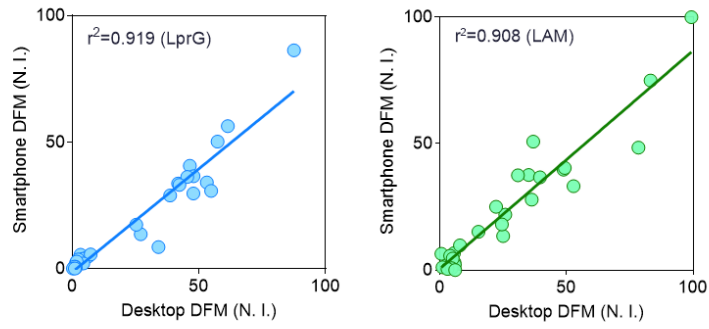 r²=0.919 (LprG)
Smartphone DFM (N. I.)
100
50
0
0
50
100
Desktop DFM (N. I.)
r²=0.908 (LAM)
Smartphone DFM (N. I.)
100
50
0
0
50
100
Desktop DFM (N. I.)